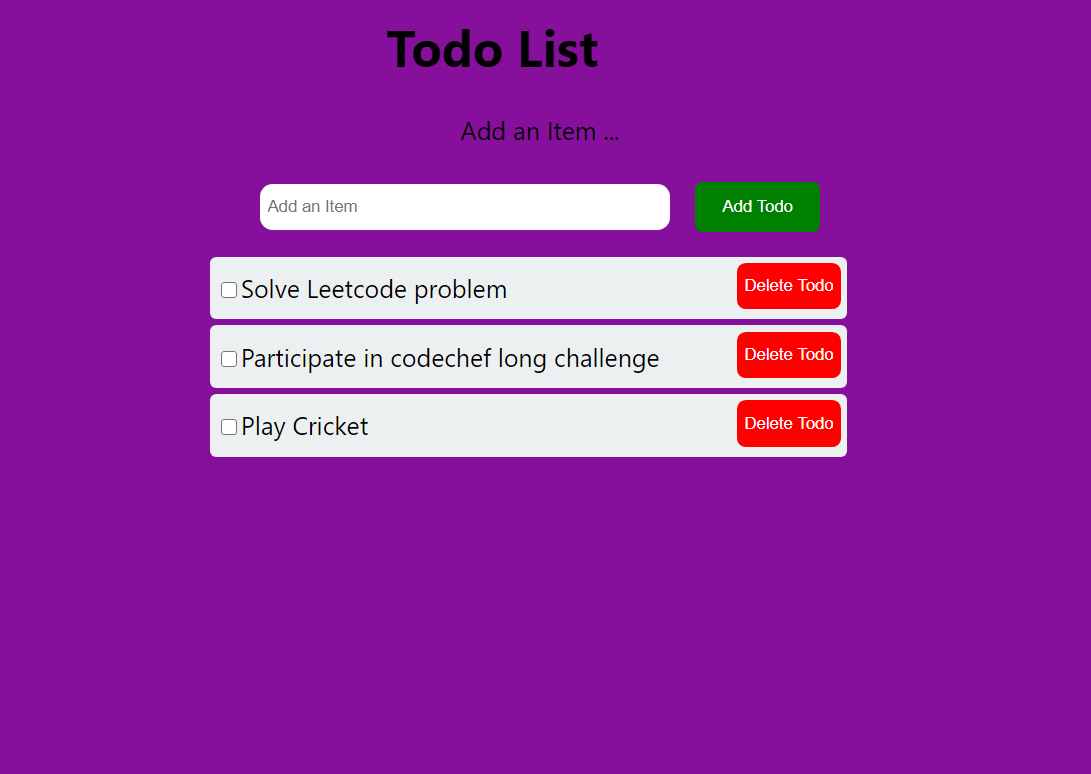 Todo List
Add an Item ...
Add an Item Add Todo
Solve Leetcode problem Delete Todo
Participate in codechef long challenge Delete Todo
Play Cricket Delete Todo